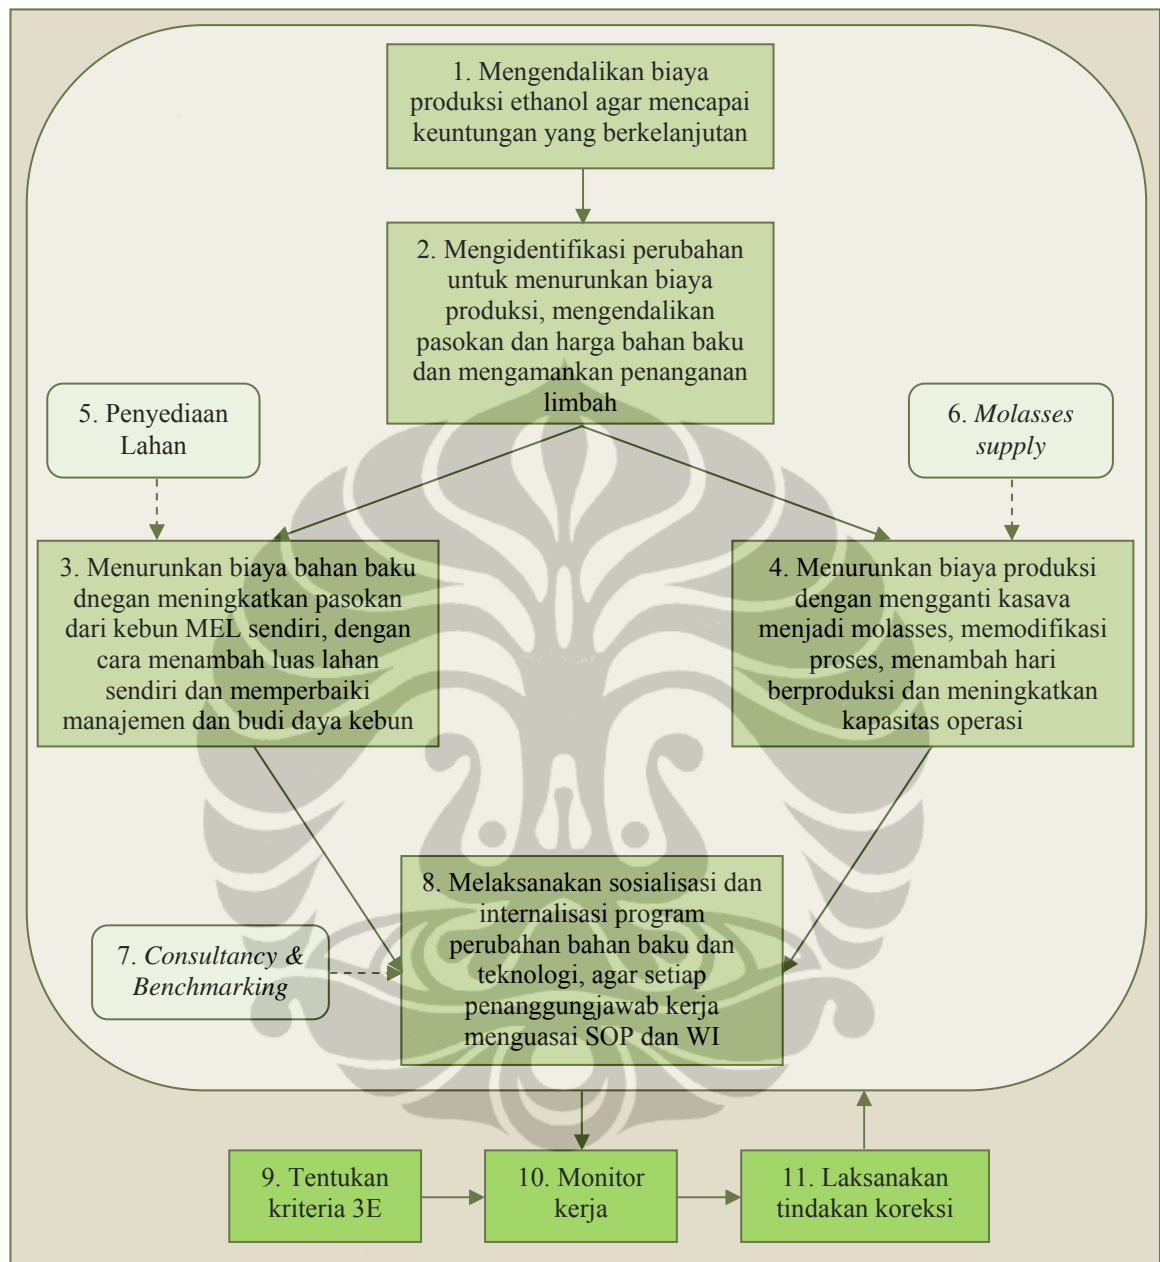 1. Mengendalikan biaya
produksi ethanol agar mencapai
keuntungan yang berkelanjutan
2. Mengidentifikasi perubahan
untuk menurunkan biaya
produksi, mengendalikan
pasokan dan harga bahan baku
dan mengamankan penanganan
limbah
5. Penyediaan
Lahan
6. Molasses
supply
3. Menurunkan biaya bahan baku
dnegan meningkatkan pasokan
dari kebun MEL sendiri, dengan
cara menambah luas lahan
sendiri dan memperbaiki
manajemen dan budi daya kebun
4. Menurunkan biaya produksi
dengan mengganti kasava
menjadi molasses, memodifikasi
proses, menambah hari
berproduksi dan meningkatkan
kapasitas operasi
7. Consultancy &
Benchmarking
8. Melaksanakan sosialisasi dan
internalisasi program
perubahan bahan baku dan
teknologi, agar setiap
penanggungjawab kerja
menguasai SOP dan WI
9. Tentukan
kriteria 3E
10. Monitor
kerja
11. Laksanakan
tindakan koreksi